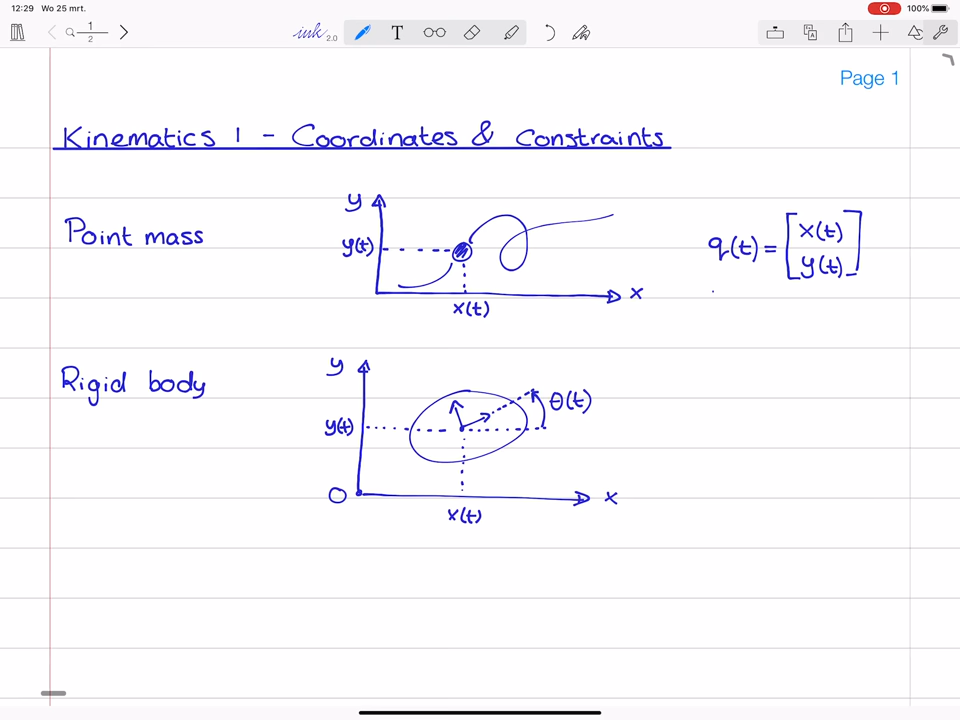 12:29 Wo 25 mrt.
100%
1
2
ink 2.0
T
A
Page 1
Kinematics 1 - Coordinates & Constraints
Point mass
y
y(t)
x(t)
x
q(t) = [x(t)
y(t)]
Rigid body
y
y(t)
θ(t)
O
x(t)
x